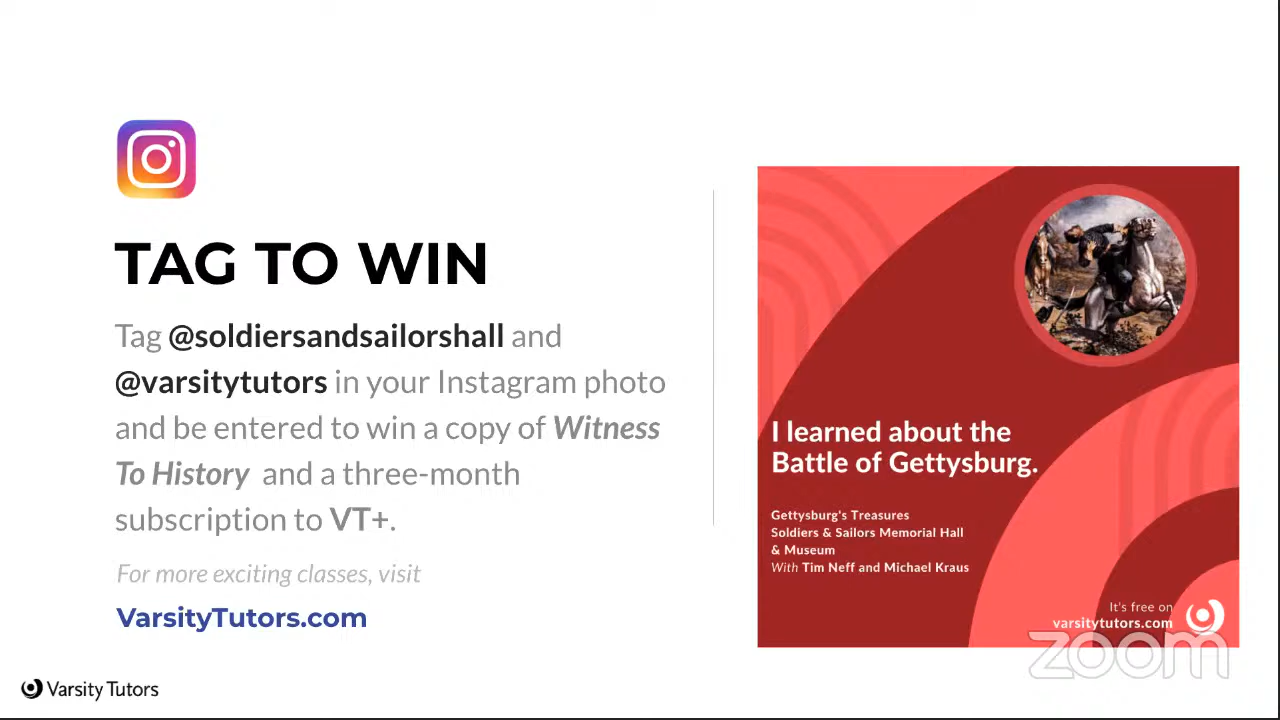 TAG TO WIN
Tag @soldiersandsailorshall and
@varsitytutors in your Instagram photo
and be entered to win a copy of Witness
To History and a three-month
subscription to VT+.
For more exciting classes, visit
VarsityTutors.com
Varsity Tutors
I learned about the
Battle of Gettysburg.
Gettysburg's Treasures
Soldiers & Sailors Memorial Hall
& Museum
With Tim Neff and Michael Kraus
It's free on
varsitytutors.com
zoom